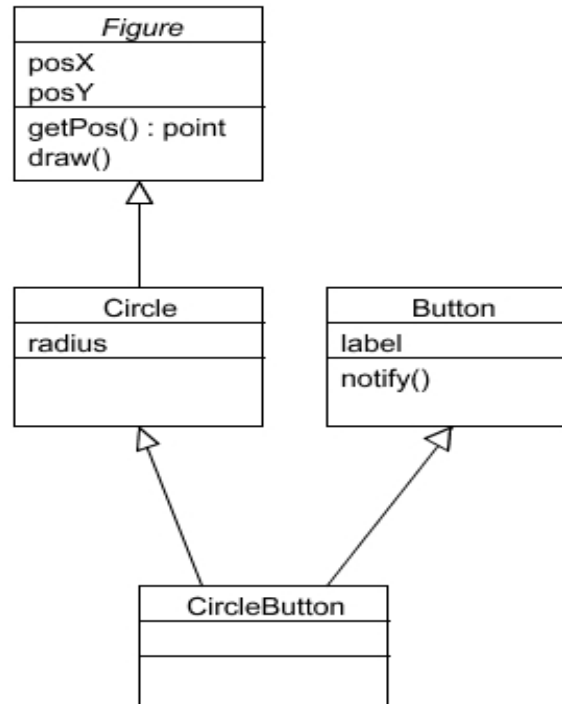 Figure
posX
posY
getPos() : point
draw()
Circle
radius
Button
label
notify()
CircleButton